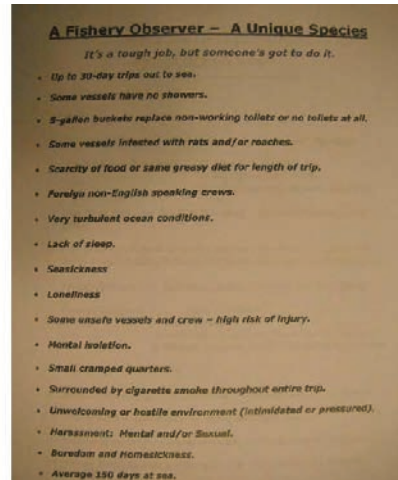 A Fishery Observer – A Unique Species
It's a tough job, but someone's got to do it.
• Up to 30-day trips out to sea.
• Some vessels have no showers.
• 5-gallon buckets replace non-working toilets or no toilets at all.
• Some vessels infested with rats and/or roaches.
• Scarcity of food or same greasy diet for length of trip.
• Foreign non-English speaking crews.
• Very turbulent ocean conditions.
• Lack of sleep.
• Seasickness
• Loneliness
• Some unsafe vessels and crew – high risk of injury.
• Mental isolation.
• Small cramped quarters.
• Surrounded by cigarette smoke throughout entire trip.
• Unwelcoming or hostile environment (intimidated or pressured).
• Harassment: Mental and/or Sexual.
• Boredom and Homesickness.
• Average 150 days at sea.